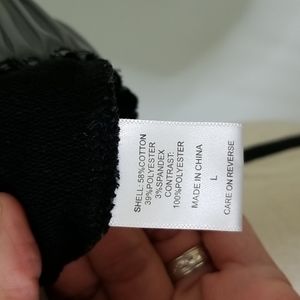 SHELL: 58%COTTON
39%POLYESTER
3%SPANDEX
CONTRAST:
100%POLYESTER
MADE IN CHINA
L
CARE ON REVERSE